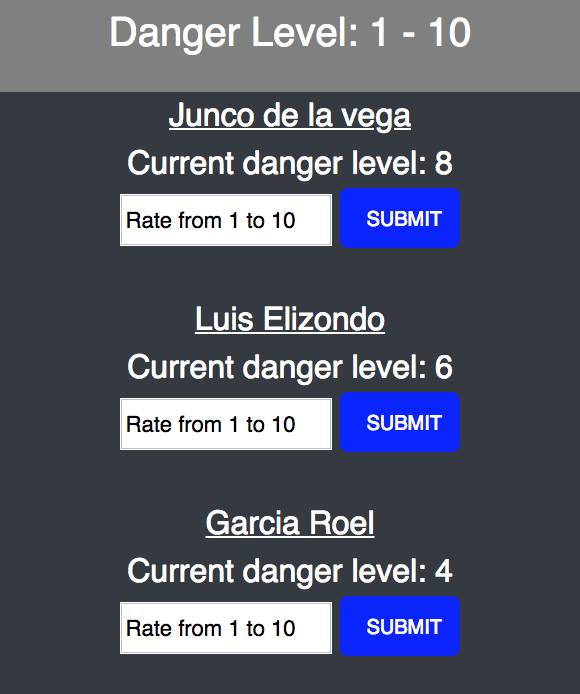 Danger Level: 1 - 10
Junco de la vega
Current danger level: 8
Rate from 1 to 10 SUBMIT
Luis Elizondo
Current danger level: 6
Rate from 1 to 10 SUBMIT
Garcia Roel
Current danger level: 4
Rate from 1 to 10 SUBMIT